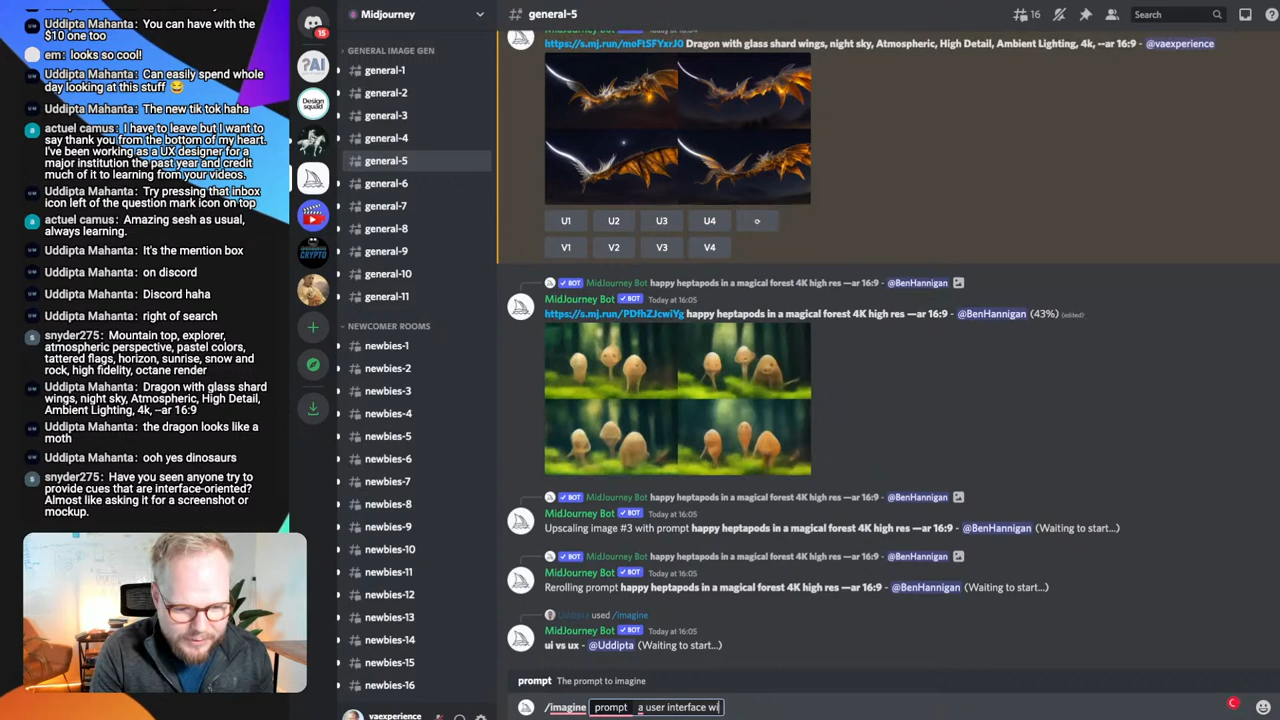 Uddipta Mahanta: You can have with the
$10 one too
em: looks so cool!
Uddipta Mahanta: Can easily spend whole
day looking at this stuff 😂
Uddipta Mahanta: The new tik tok haha
actuel camus: I have to leave but I want to
say thank you from the bottom of my heart.
I've been working as a UX designer for a
major institution the past year and credit
much of it to learning from your videos.
Uddipta Mahanta: Try pressing that inbox
icon left of the question mark icon on top
actuel camus: Amazing sesh as usual,
always learning.
Uddipta Mahanta: It's the mention box
Uddipta Mahanta: on discord
Uddipta Mahanta: Discord haha
Uddipta Mahanta: right of search
snyder275: Mountain top, explorer,
atmospheric perspective, pastel colors,
tattered flags, horizon, sunrise, snow and
rock, high fidelity, octane render
Uddipta Mahanta: Dragon with glass shard
wings, night sky, Atmospheric, High Detail,
Ambient Lighting, 4k, --ar 16:9
Uddipta Mahanta: the dragon looks like a
moth
Uddipta Mahanta: ooh yes dinosaurs
snyder275: Have you seen anyone try to
provide cues that are interface-oriented?
Almost like asking it for a screenshot or
mockup.
15
PAI
Design
squad
CRYPTO
Midjourney
GENERAL IMAGE GEN
general-1
general-2
general-3
general-4
general-5
general-6
general-7
general-8
general-9
general-10
general-11
NEWCOMER ROOMS
newbies-1
newbies-2
newbies-3
newbies-4
newbies-5
newbies-6
newbies-7
newbies-8
newbies-9
newbies-10
newbies-11
newbies-12
newbies-13
newbies-14
newbies-15
newbies-16
vaexperience
general-5
16
Search
https://s.mj.run/moFtSFYxrJ0 Dragon with glass shard wings, night sky, Atmospheric, High Detail, Ambient Lighting, 4k, --ar 16:9 - @vaexperience
U1 U2 U3 U4
V1 V2 V3 V4
BOT MidJourney Bot happy heptapods in a magical forest 4K high res —ar 16:9 - @BenHannigan
MidJourney Bot BOT Today at 16:05
https://s.mj.run/PDfhZJcwiYg happy heptapods in a magical forest 4K high res —ar 16:9 - @BenHannigan (43%) (edited)
BOT MidJourney Bot happy heptapods in a magical forest 4K high res —ar 16:9 - @BenHannigan
MidJourney Bot BOT Today at 16:05
Upscaling image #3 with prompt happy heptapods in a magical forest 4K high res —ar 16:9 - @BenHannigan (Waiting to start...)
BOT MidJourney Bot happy heptapods in a magical forest 4K high res —ar 16:9 - @BenHannigan
MidJourney Bot BOT Today at 16:05
Rerolling prompt happy heptapods in a magical forest 4K high res —ar 16:9 - @BenHannigan (Waiting to start...)
Uddipta used /imagine
MidJourney Bot BOT Today at 16:05
ui vs ux - @Uddipta (Waiting to start...)
prompt The prompt to imagine
/imagine prompt a user interface wi